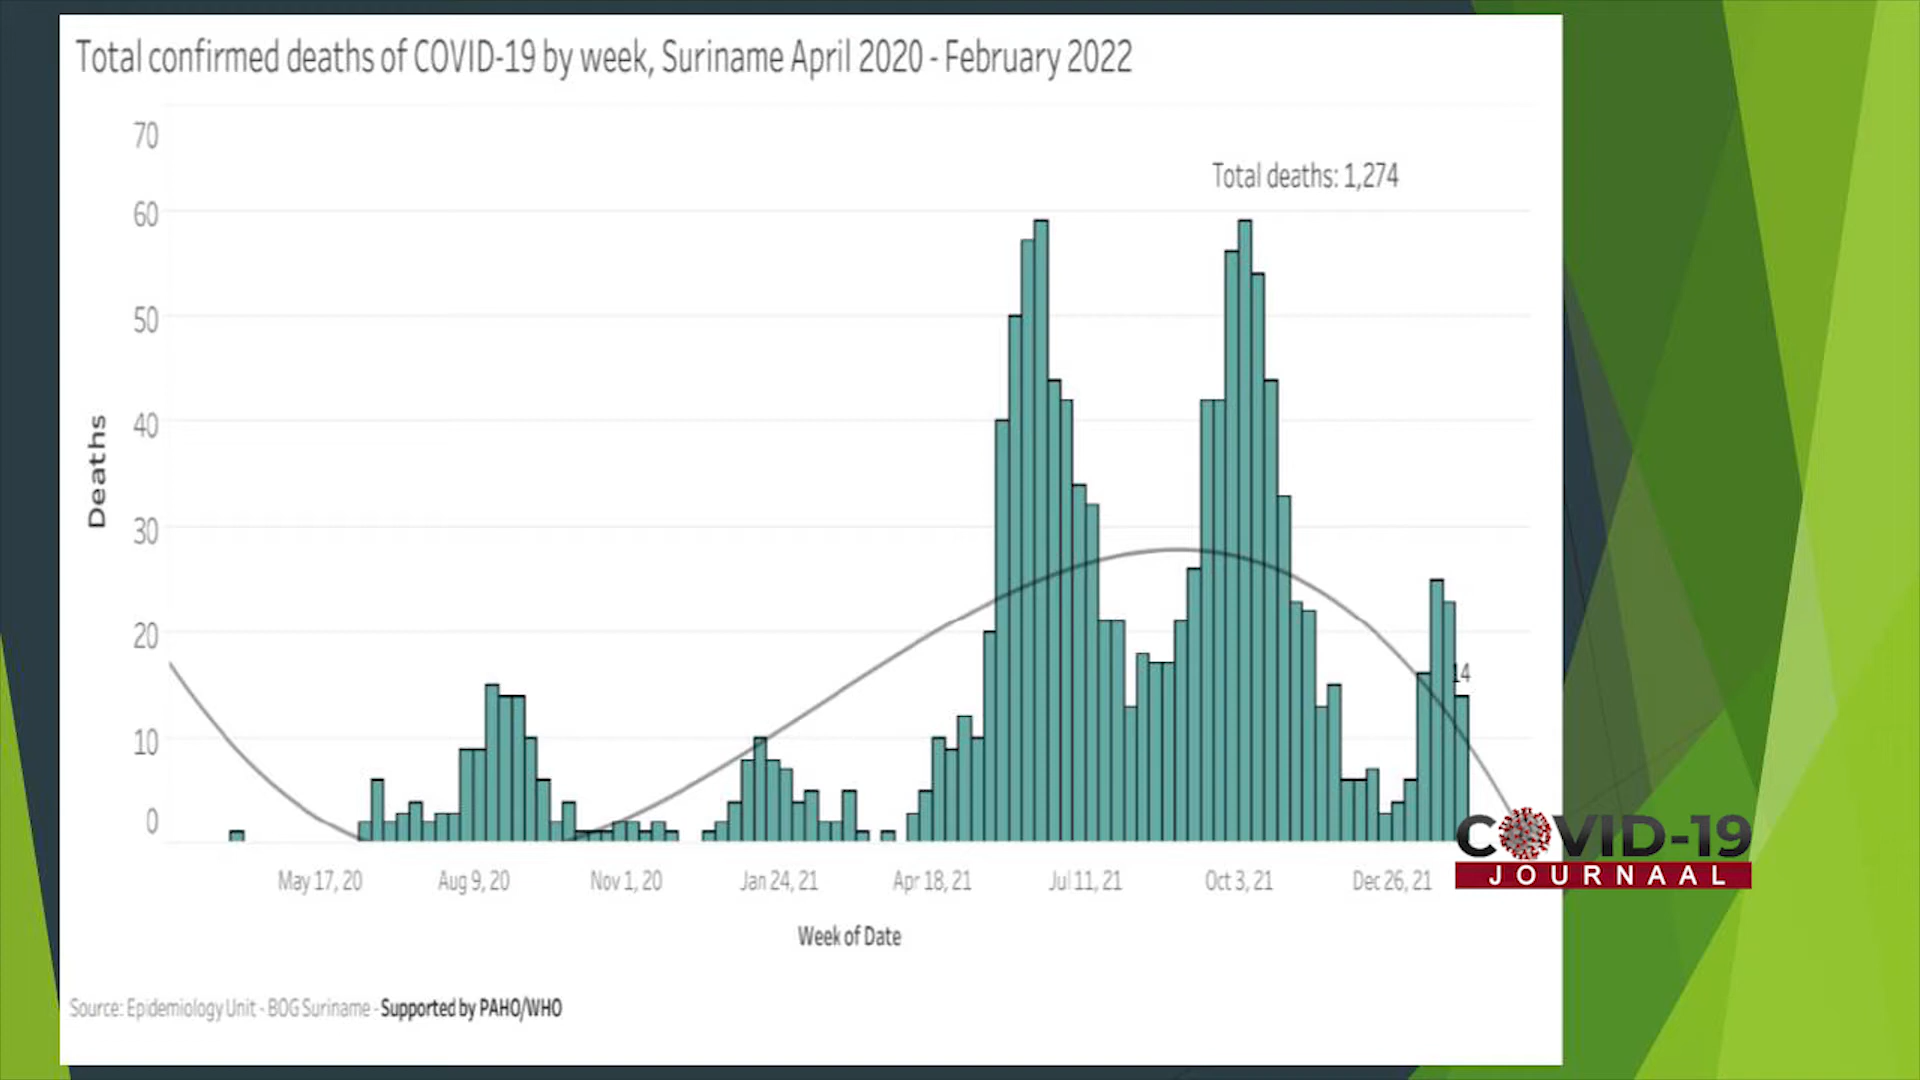 Total confirmed deaths of COVID-19 by week, Suriname April 2020 - February 2022
70
Total deaths: 1,274
60
50
40
Deaths
30
20
14
10
0
COVID-19
JOURNAAL
May 17, 20 Aug 9, 20 Nov 1, 20 Jan 24, 21 Apr 18, 21 Jul 11, 21 Oct 3, 21 Dec 26, 21
Week of Date
Source: Epidemiology Unit - BOG Suriname - Supported by PAHO/WHO